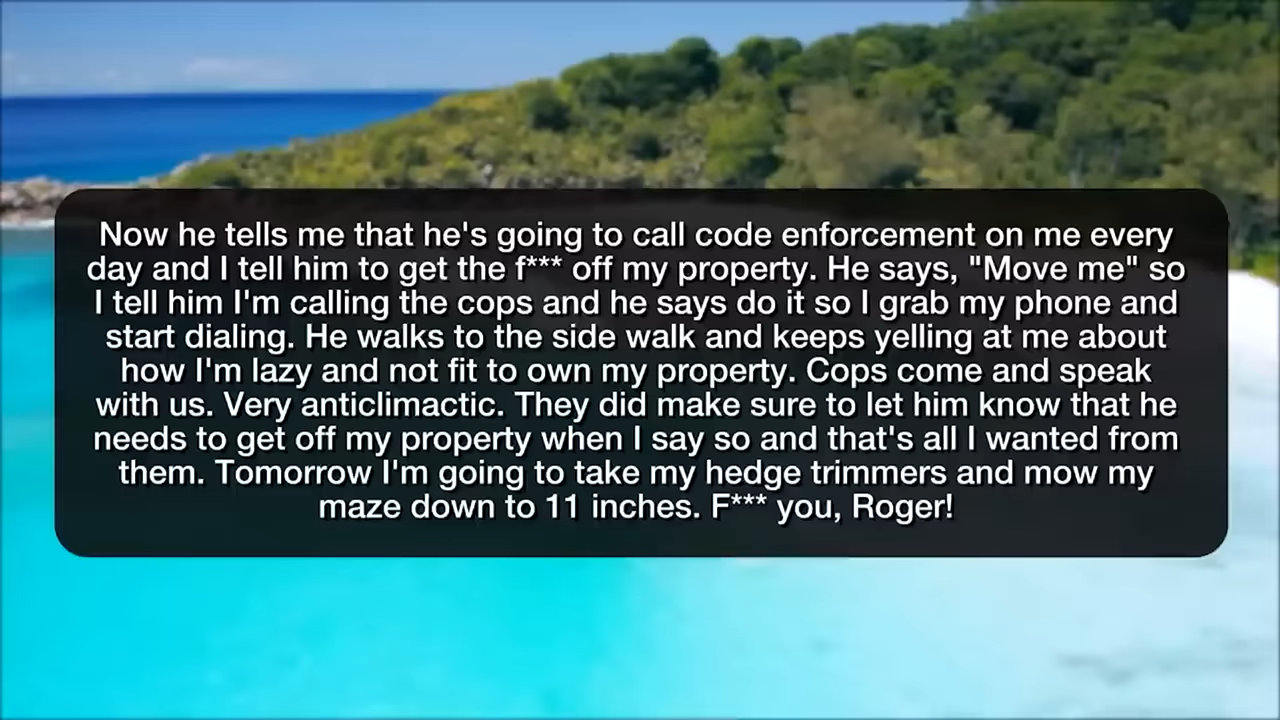 Now he tells me that he's going to call code enforcement on me every
day and I tell him to get the f*** off my property. He says, "Move me" so
I tell him I'm calling the cops and he says do it so I grab my phone and
start dialing. He walks to the side walk and keeps yelling at me about
how I'm lazy and not fit to own my property. Cops come and speak
with us. Very anticlimactic. They did make sure to let him know that he
needs to get off my property when I say so and that's all I wanted from
them. Tomorrow I'm going to take my hedge trimmers and mow my
maze down to 11 inches. F*** you, Roger!